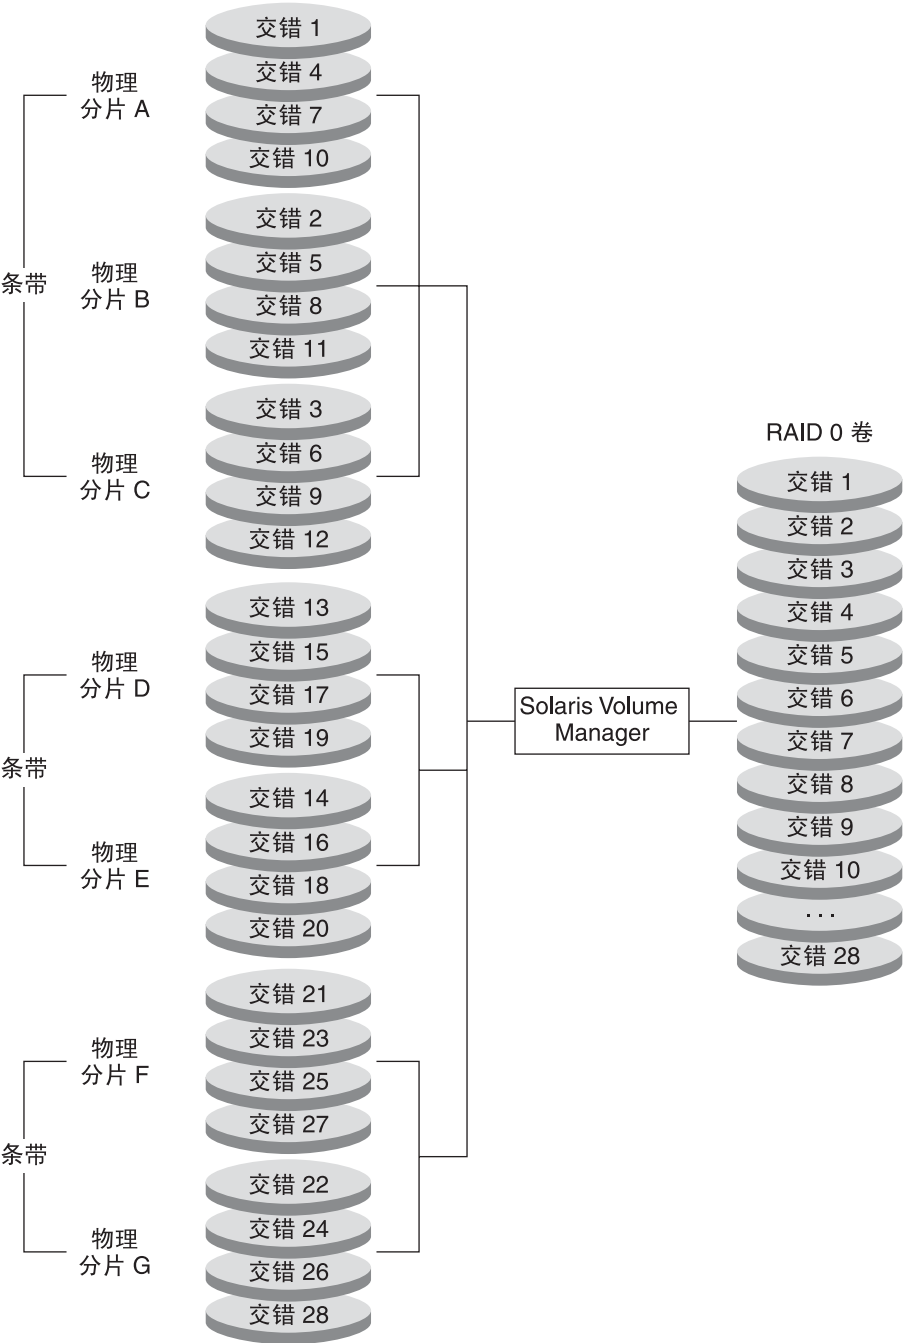 条带
物理
分片 A
交错 1
交错 4
交错 7
交错 10
物理
分片 B
交错 2
交错 5
交错 8
交错 11
物理
分片 C
交错 3
交错 6
交错 9
交错 12
条带
物理
分片 D
交错 13
交错 15
交错 17
交错 19
物理
分片 E
交错 14
交错 16
交错 18
交错 20
条带
物理
分片 F
交错 21
交错 23
交错 25
交错 27
物理
分片 G
交错 22
交错 24
交错 26
交错 28
Solaris Volume
Manager
RAID 0 卷
交错 1
交错 2
交错 3
交错 4
交错 5
交错 6
交错 7
交错 8
交错 9
交错 10
...
交错 28